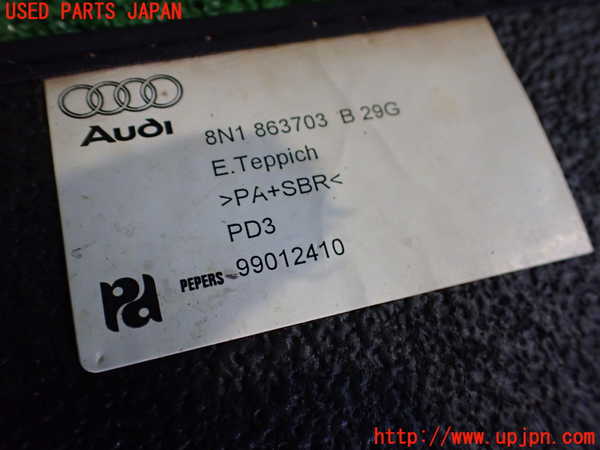 USED PARTS JAPAN
Audi
8N1 863703 B 29G
E.Teppich
>PA+SBR<
PD3
PEPERS 99012410
http://www.upjpn.com/